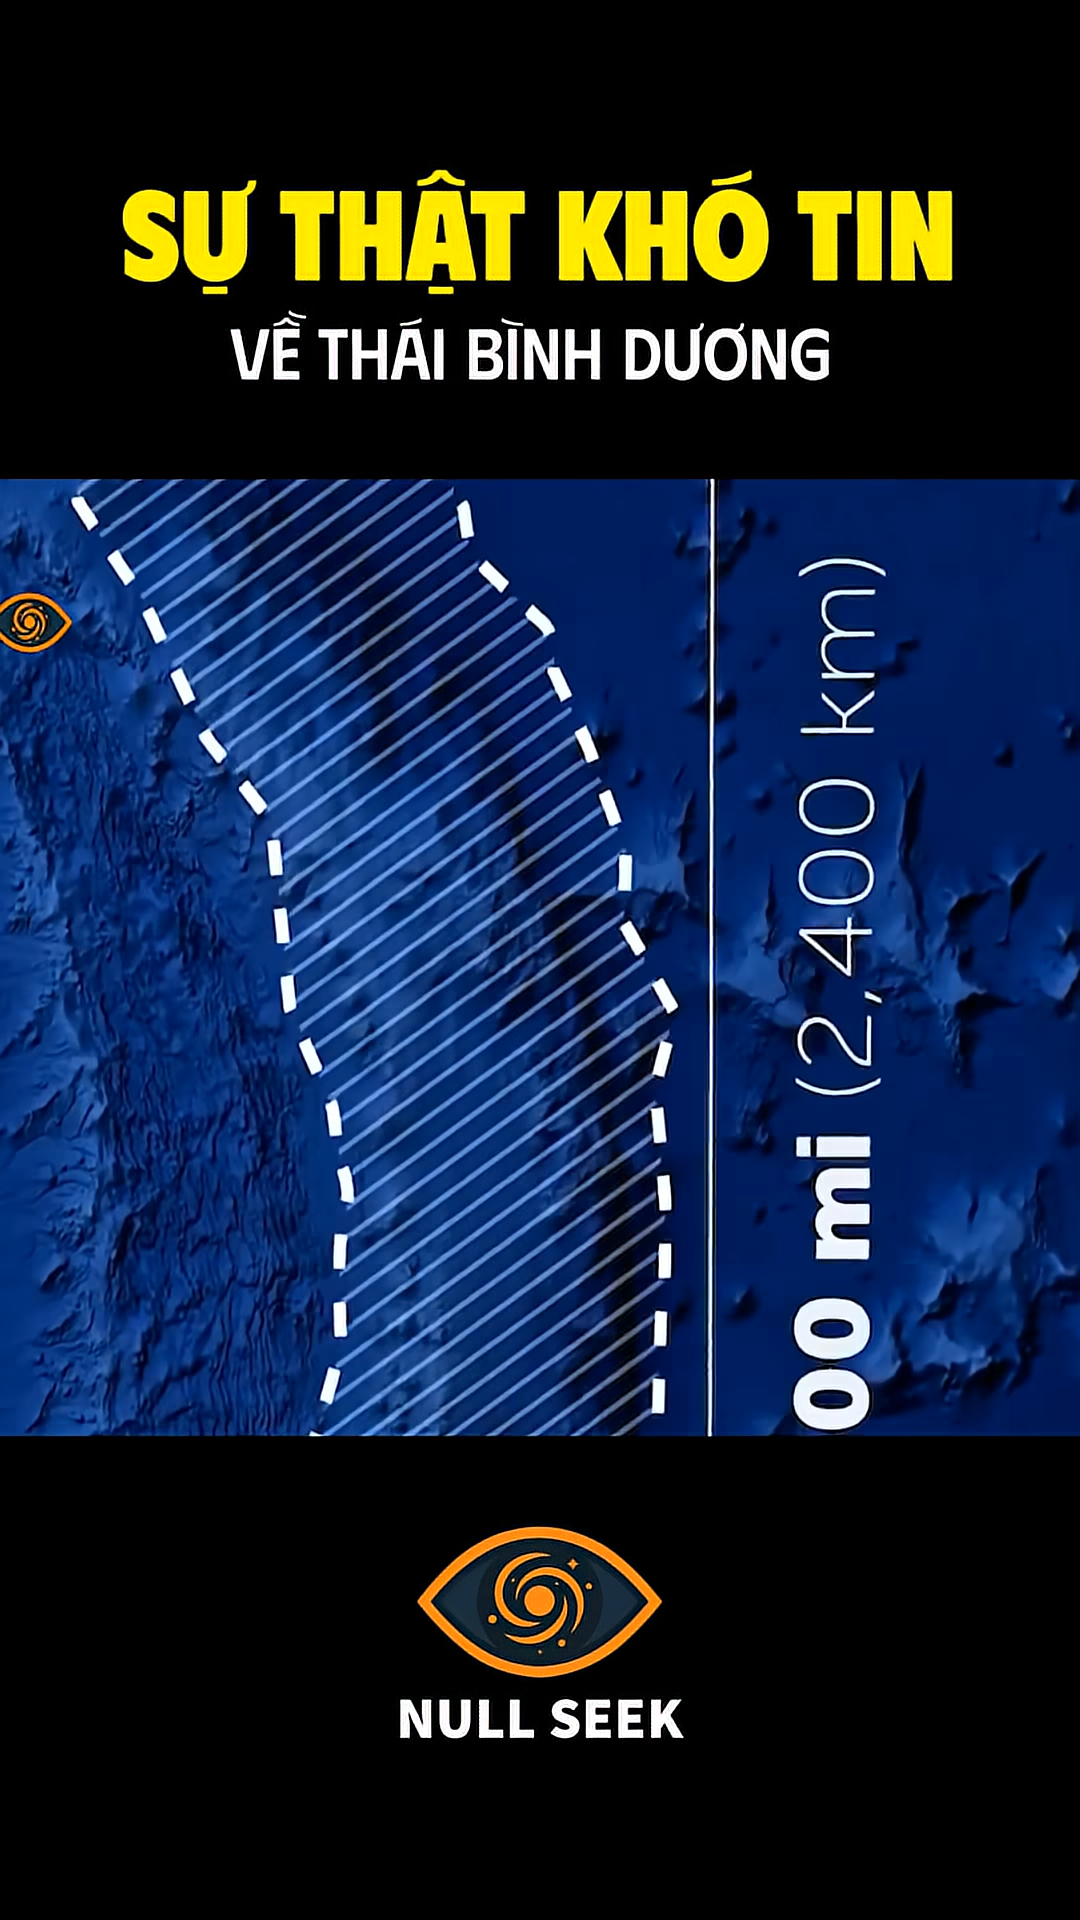 SỰ THẬT KHÓ TIN
VỀ THÁI BÌNH DƯƠNG
00 mi (2,400 km)
NULL SEEK